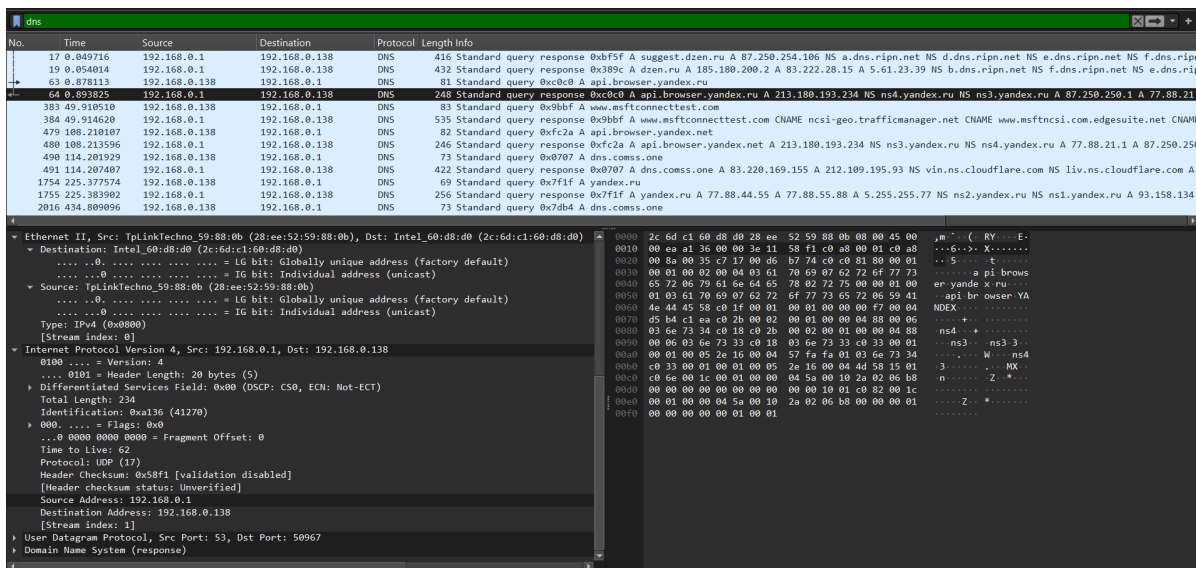 dns
No. Time Source Destination Protocol Length Info
17 0.049716 192.168.0.1 192.168.0.138 DNS 416 Standard query response 0xbf5f A suggest.dzen.ru A 87.250.254.106 NS a.dns.ripn.net NS d.dns.ripn.net NS e.dns.ripn.net NS f.dns.ripn
19 0.054014 192.168.0.1 192.168.0.138 DNS 432 Standard query response 0x389c A dzen.ru A 185.180.200.2 A 83.222.28.15 A 5.61.23.39 NS b.dns.ripn.net NS f.dns.ripn.net NS e.dns.rip
63 0.878113 192.168.0.138 192.168.0.1 DNS 81 Standard query 0xc0c0 A api.browser.yandex.ru
64 0.893825 192.168.0.1 192.168.0.138 DNS 248 Standard query response 0xc0c0 A api.browser.yandex.ru A 213.180.193.234 NS ns4.yandex.ru NS ns3.yandex.ru A 87.250.250.1 A 77.88.21
383 49.910510 192.168.0.138 192.168.0.1 DNS 83 Standard query 0x9bbf A www.msftconnecttest.com
384 49.914620 192.168.0.1 192.168.0.138 DNS 535 Standard query response 0x9bbf A www.msftconnecttest.com CNAME ncsi-geo.trafficmanager.net CNAME www.msftncsi.com.edgesuite.net CNAM
479 108.210107 192.168.0.138 192.168.0.1 DNS 82 Standard query 0xfc2a A api.browser.yandex.net
480 108.213596 192.168.0.1 192.168.0.138 DNS 246 Standard query response 0xfc2a A api.browser.yandex.net A 213.180.193.234 NS ns3.yandex.ru NS ns4.yandex.ru A 77.88.21.1 A 87.250.25
490 114.201929 192.168.0.138 192.168.0.1 DNS 73 Standard query 0x0707 A dns.comss.one
491 114.207407 192.168.0.1 192.168.0.138 DNS 422 Standard query response 0x0707 A dns.comss.one A 83.220.169.155 A 212.109.195.93 NS vin.ns.cloudflare.com NS liv.ns.cloudflare.com A
1754 225.377574 192.168.0.138 192.168.0.1 DNS 69 Standard query 0x7f1f A yandex.ru
1755 225.383902 192.168.0.1 192.168.0.138 DNS 256 Standard query response 0x7f1f A yandex.ru A 77.88.44.55 A 77.88.55.88 A 5.255.255.77 NS ns2.yandex.ru NS ns1.yandex.ru A 93.158.134
2016 434.809096 192.168.0.138 192.168.0.1 DNS 73 Standard query 0x7db4 A dns.comss.one
Ethernet II, Src: TpLinkTechno_59:88:0b (28:ee:52:59:88:0b), Dst: Intel_60:d8:d0 (2c:6d:c1:60:d8:d0)
Destination: Intel_60:d8:d0 (2c:6d:c1:60:d8:d0)
.... ..0. .... .... .... .... = LG bit: Globally unique address (factory default)
.... ...0 .... .... .... .... = IG bit: Individual address (unicast)
Source: TpLinkTechno_59:88:0b (28:ee:52:59:88:0b)
.... ..0. .... .... .... .... = LG bit: Globally unique address (factory default)
.... ...0 .... .... .... .... = IG bit: Individual address (unicast)
Type: IPv4 (0x0800)
[Stream index: 0]
Internet Protocol Version 4, Src: 192.168.0.1, Dst: 192.168.0.138
0100 .... = Version: 4
.... 0101 = Header Length: 20 bytes (5)
Differentiated Services Field: 0x00 (DSCP: CS0, ECN: Not-ECT)
Total Length: 234
Identification: 0xa136 (41270)
000. .... = Flags: 0x0
...0 0000 0000 0000 = Fragment Offset: 0
Time to Live: 62
Protocol: UDP (17)
Header Checksum: 0x58f1 [validation disabled]
[Header checksum status: Unverified]
Source Address: 192.168.0.1
Destination Address: 192.168.0.138
[Stream index: 1]
User Datagram Protocol, Src Port: 53, Dst Port: 50967
Domain Name System (response)
0000 2c 6d c1 60 d8 d0 28 ee 52 59 88 0b 08 00 45 00 ,m·`··(· RY····E·
0010 00 ea a1 36 00 00 3e 11 58 f1 c0 a8 00 01 c0 a8 ···6··>· X·······
0020 00 8a 00 35 c7 17 00 d6 b7 74 c0 c0 81 80 00 01 ···5···· ·t······
0030 00 01 00 02 00 04 03 61 70 69 07 62 72 6f 77 73 ·······a pi·brows
0040 65 72 06 79 61 6e 64 65 78 02 72 75 00 00 01 00 er·yande x·ru····
0050 01 03 61 70 69 07 62 72 6f 77 73 65 72 06 59 41 ··api·br owser·YA
0060 4e 44 45 58 c0 1f 00 01 00 01 00 00 00 f7 00 04 NDEX···· ········
0070 d5 b4 c1 ea c0 2b 00 02 00 01 00 00 04 88 00 06 ·····+·· ········
0080 03 6e 73 34 c0 18 c0 2b 00 02 00 01 00 00 04 88 ·ns4···+ ········
0090 00 06 03 6e 73 33 c0 18 03 6e 73 33 c0 33 00 01 ···ns3·· ·ns3·3··
00a0 00 01 00 05 2e 16 00 04 57 fa fa 01 03 6e 73 34 ····.··· W····ns4
00b0 c0 33 00 01 00 01 00 05 2e 16 00 04 4d 58 15 01 ·3······ .···MX··
00c0 c0 6e 00 1c 00 01 00 00 04 5a 00 10 2a 02 06 b8 ·n······ ·Z··*···
00d0 00 00 00 00 00 00 00 00 00 00 10 01 c0 82 00 1c
00e0 00 01 00 00 04 5a 00 10 2a 02 06 b8 00 00 00 01 ·····Z·· *·······
00f0 00 00 00 00 00 01 00 01 ········